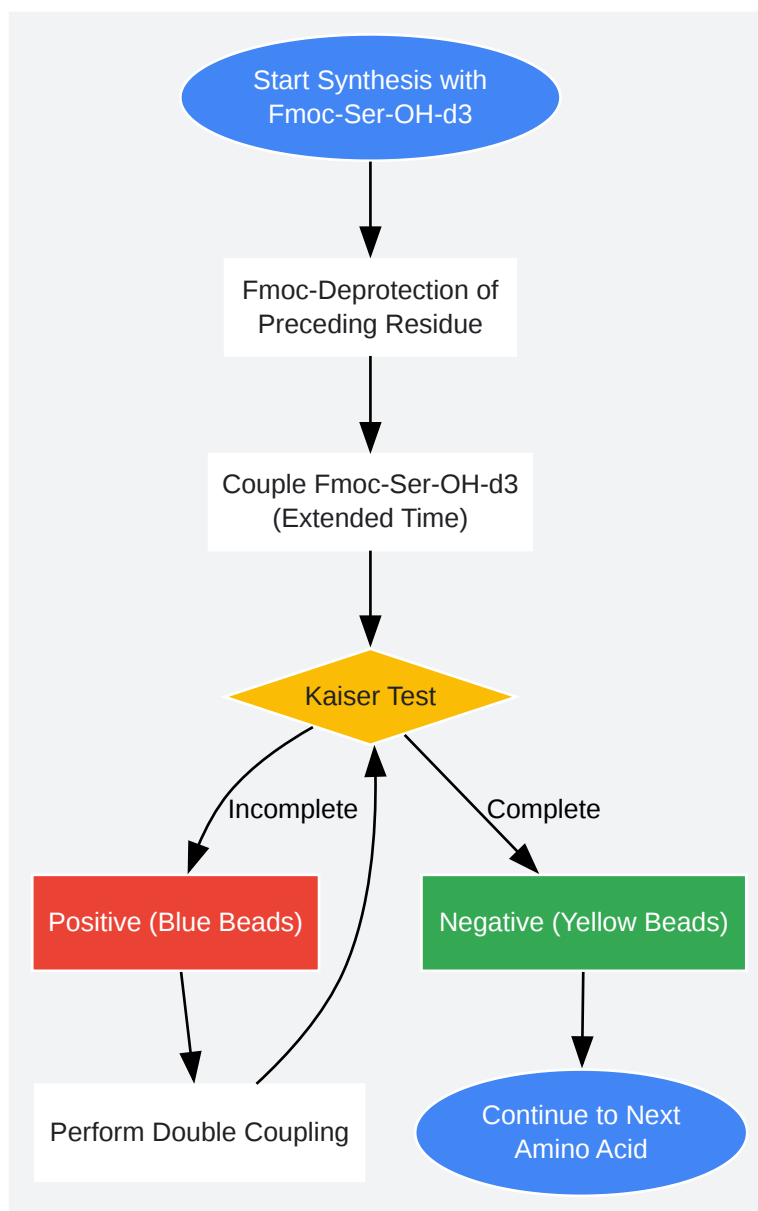 Start Synthesis with
Fmoc-Ser-OH-d3
Fmoc-Deprotection of
Preceding Residue
Couple Fmoc-Ser-OH-d3
(Extended Time)
Kaiser Test
Incomplete
Complete
Positive (Blue Beads)
Negative (Yellow Beads)
Perform Double Coupling
Continue to Next
Amino Acid